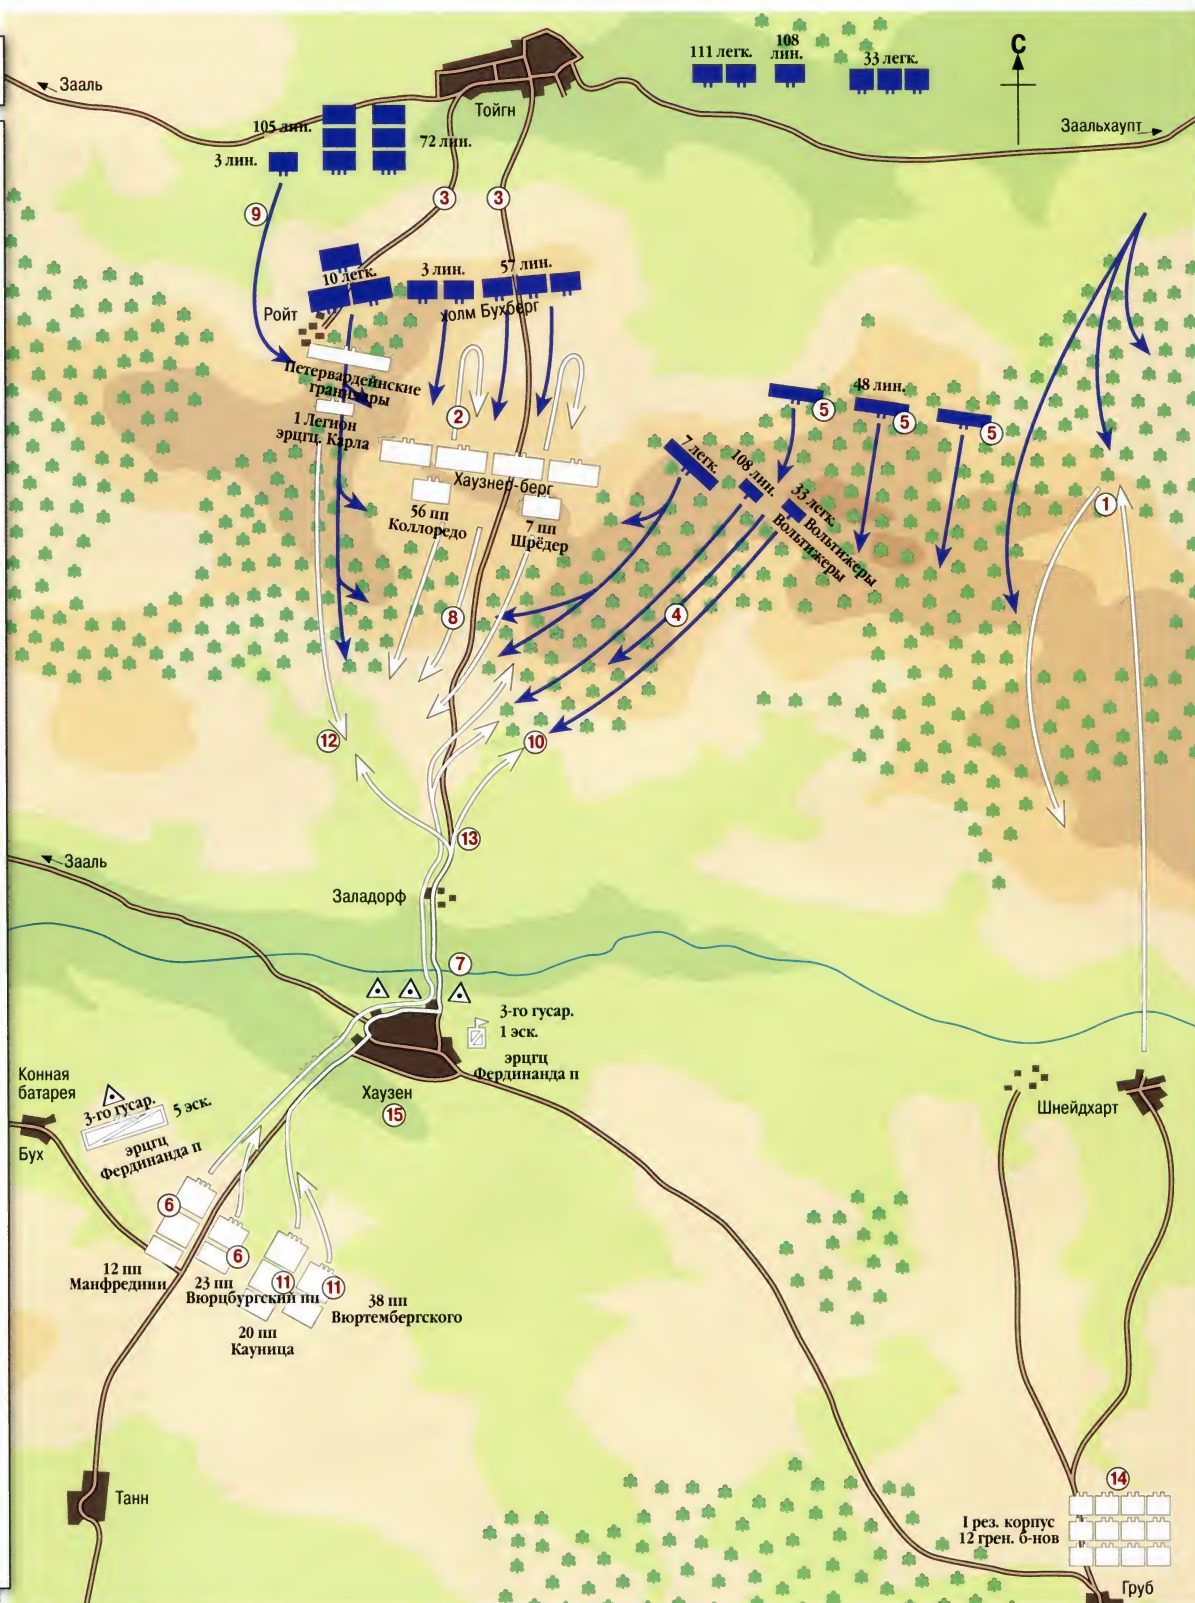 С
Зааль
Тойгн
111 легк.
108
лин.
33 легк.
Заальхаупт
105 лин.
72 лин.
3 лин.
3
3
9
10 легк.
3 лин.
57 лин.
холм Бухберг
Ройт
Петервардейнские
граничары
1 Легион
эрцгц. Карла
2
Хаузнер-берг
56 пп
Коллоредо
7 пп
Шрёдер
48 лин.
5
5
5
7 легк.
108 лин.
33 легк.
Вольтижеры
Вольтижеры
1
8
4
12
10
13
Зааль
Заладорф
7
3-го гусар.
1 эск.
эрцгц
Фердинанда п
Хаузен
15
Конная
батарея
3-го гусар.
5 эск.
эрцгц
Фердинанда п
Бух
Шнейдхарт
6
6
11
11
12 пп
Манфредини
23 пп
Вюрцбургский пп
38 пп
Вюртембергского
20 пп
Кауница
Танн
14
I рез. корпус
12 грен. б-нов
Груб